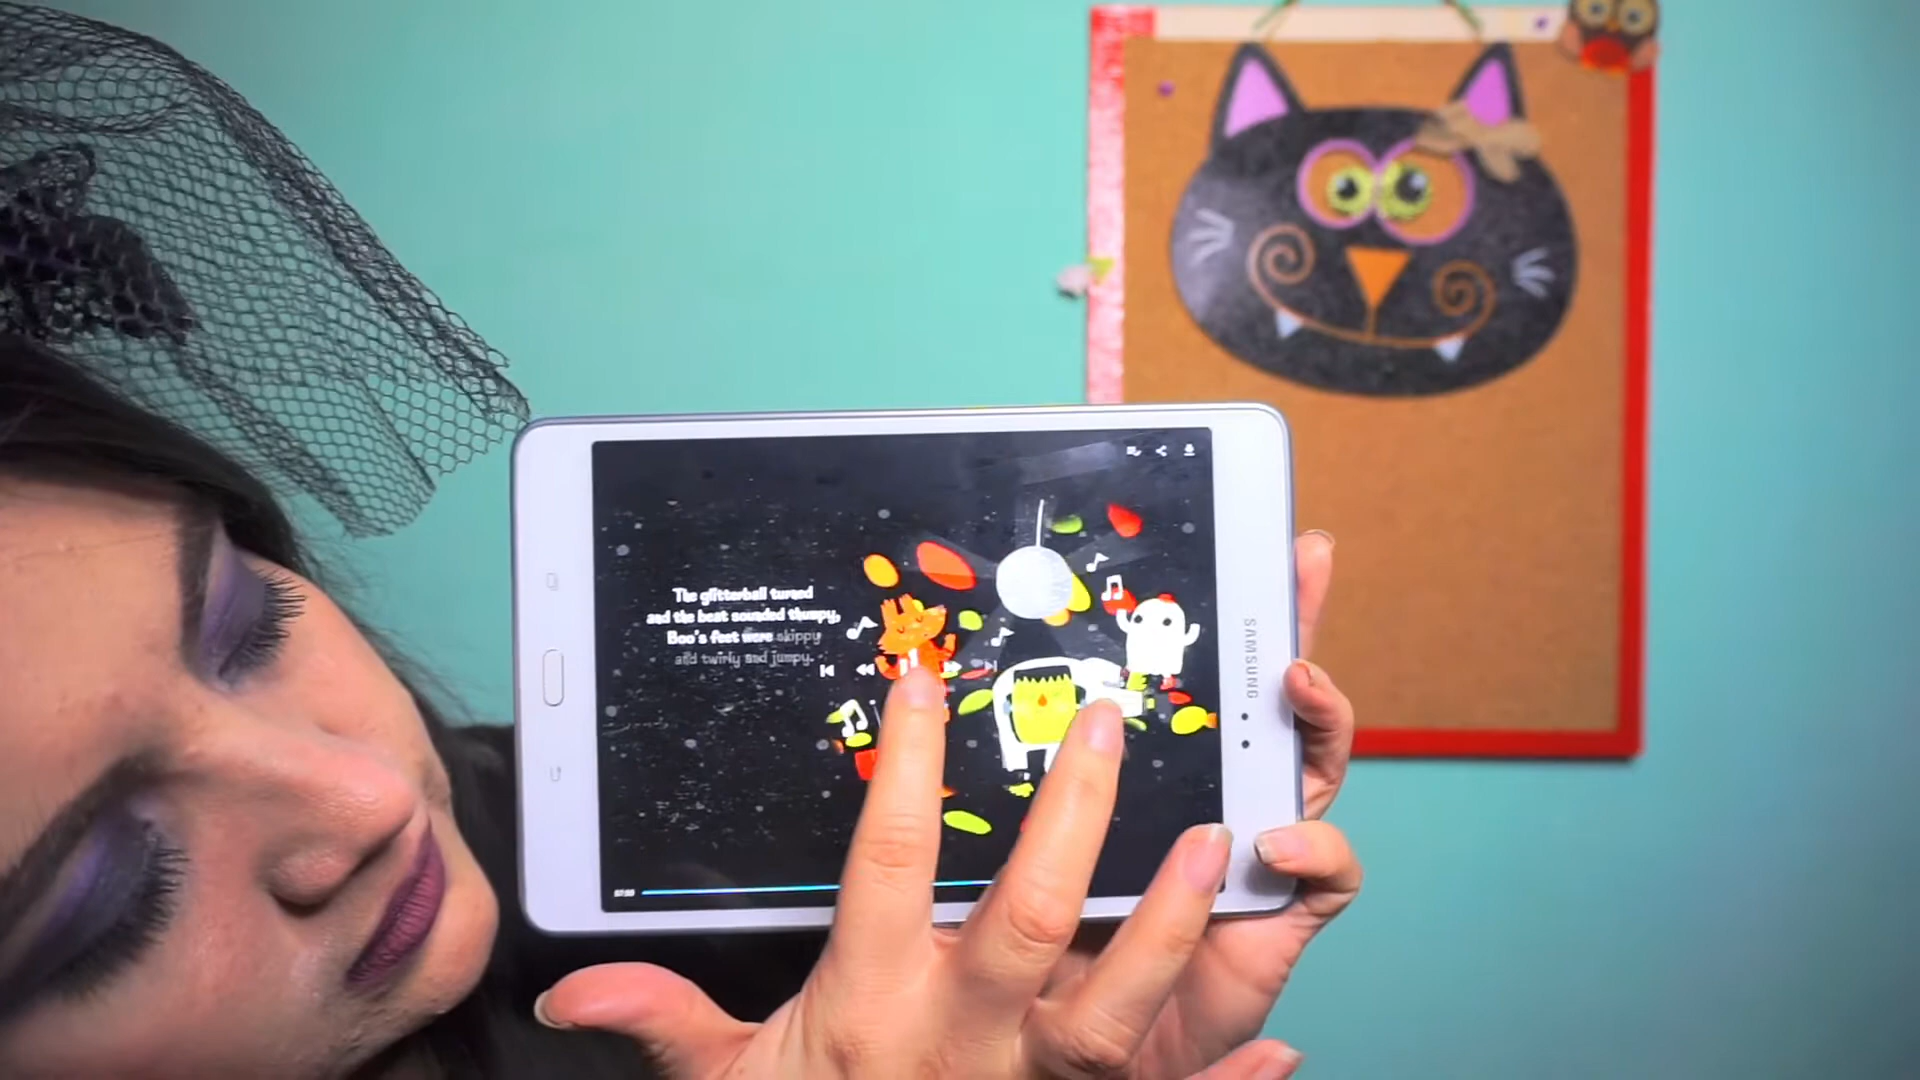 The glitterball turned
and the beat sounded thumpy,
Boo's feet were skippy
and twirly and jumpy.
SAMSUNG